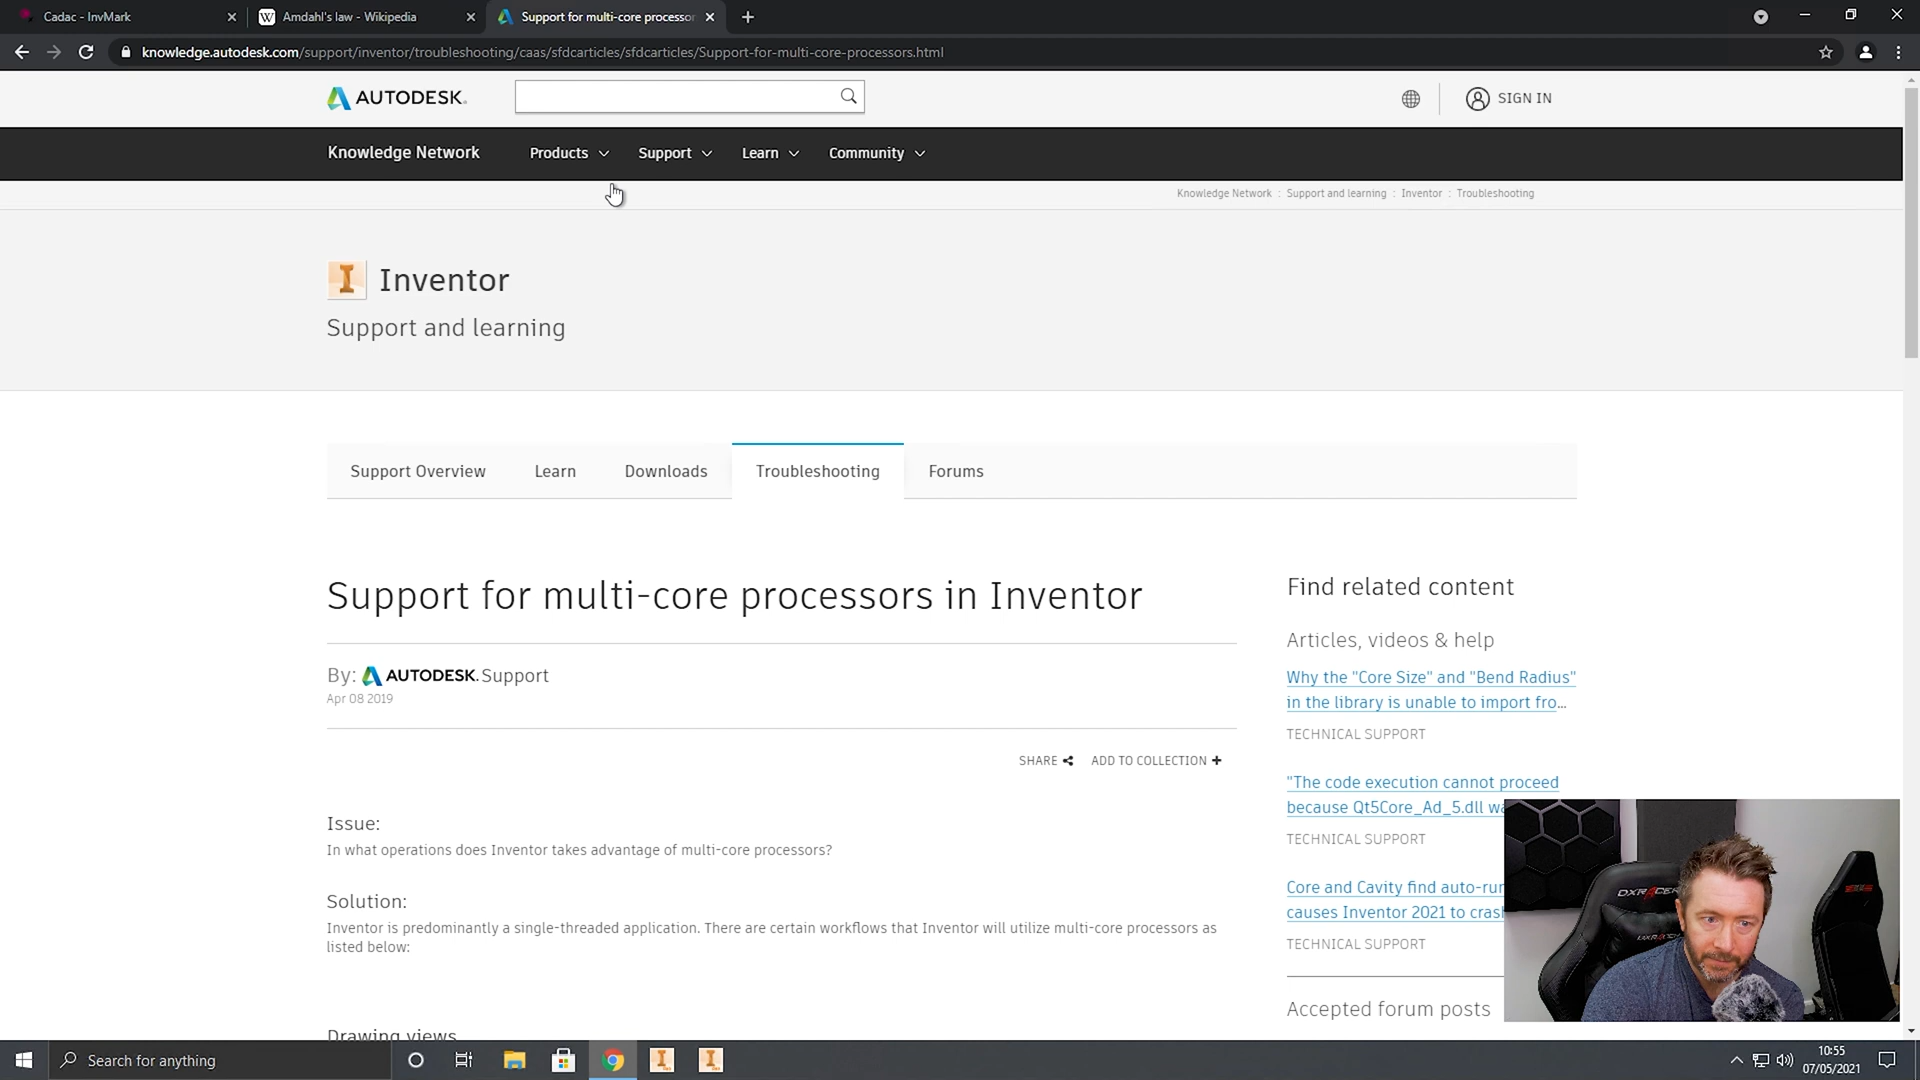 Cadac - InvMark
Amdahl's law - Wikipedia
Support for multi-core processor
knowledge.autodesk.com/support/inventor/troubleshooting/caas/sfdcarticles/sfdcarticles/Support-for-multi-core-processors.html
AUTODESK.
SIGN IN
Knowledge Network
Products
Support
Learn
Community
Knowledge Network : Support and learning : Inventor : Troubleshooting
I Inventor
Support and learning
Support Overview
Learn
Downloads
Troubleshooting
Forums
Support for multi-core processors in Inventor
By: AUTODESK. Support
Apr 08 2019
SHARE
ADD TO COLLECTION +
Issue:
In what operations does Inventor takes advantage of multi-core processors?
Solution:
Inventor is predominantly a single-threaded application. There are certain workflows that Inventor will utilize multi-core processors as
listed below:
Drawing views
Find related content
Articles, videos & help
Why the "Core Size" and "Bend Radius"
in the library is unable to import fro...
TECHNICAL SUPPORT
"The code execution cannot proceed
because Qt5Core_Ad_5.dll wa
TECHNICAL SUPPORT
Core and Cavity find auto-run
causes Inventor 2021 to crash
TECHNICAL SUPPORT
Accepted forum posts
DXRACER
Search for anything
10:55
07/05/2021